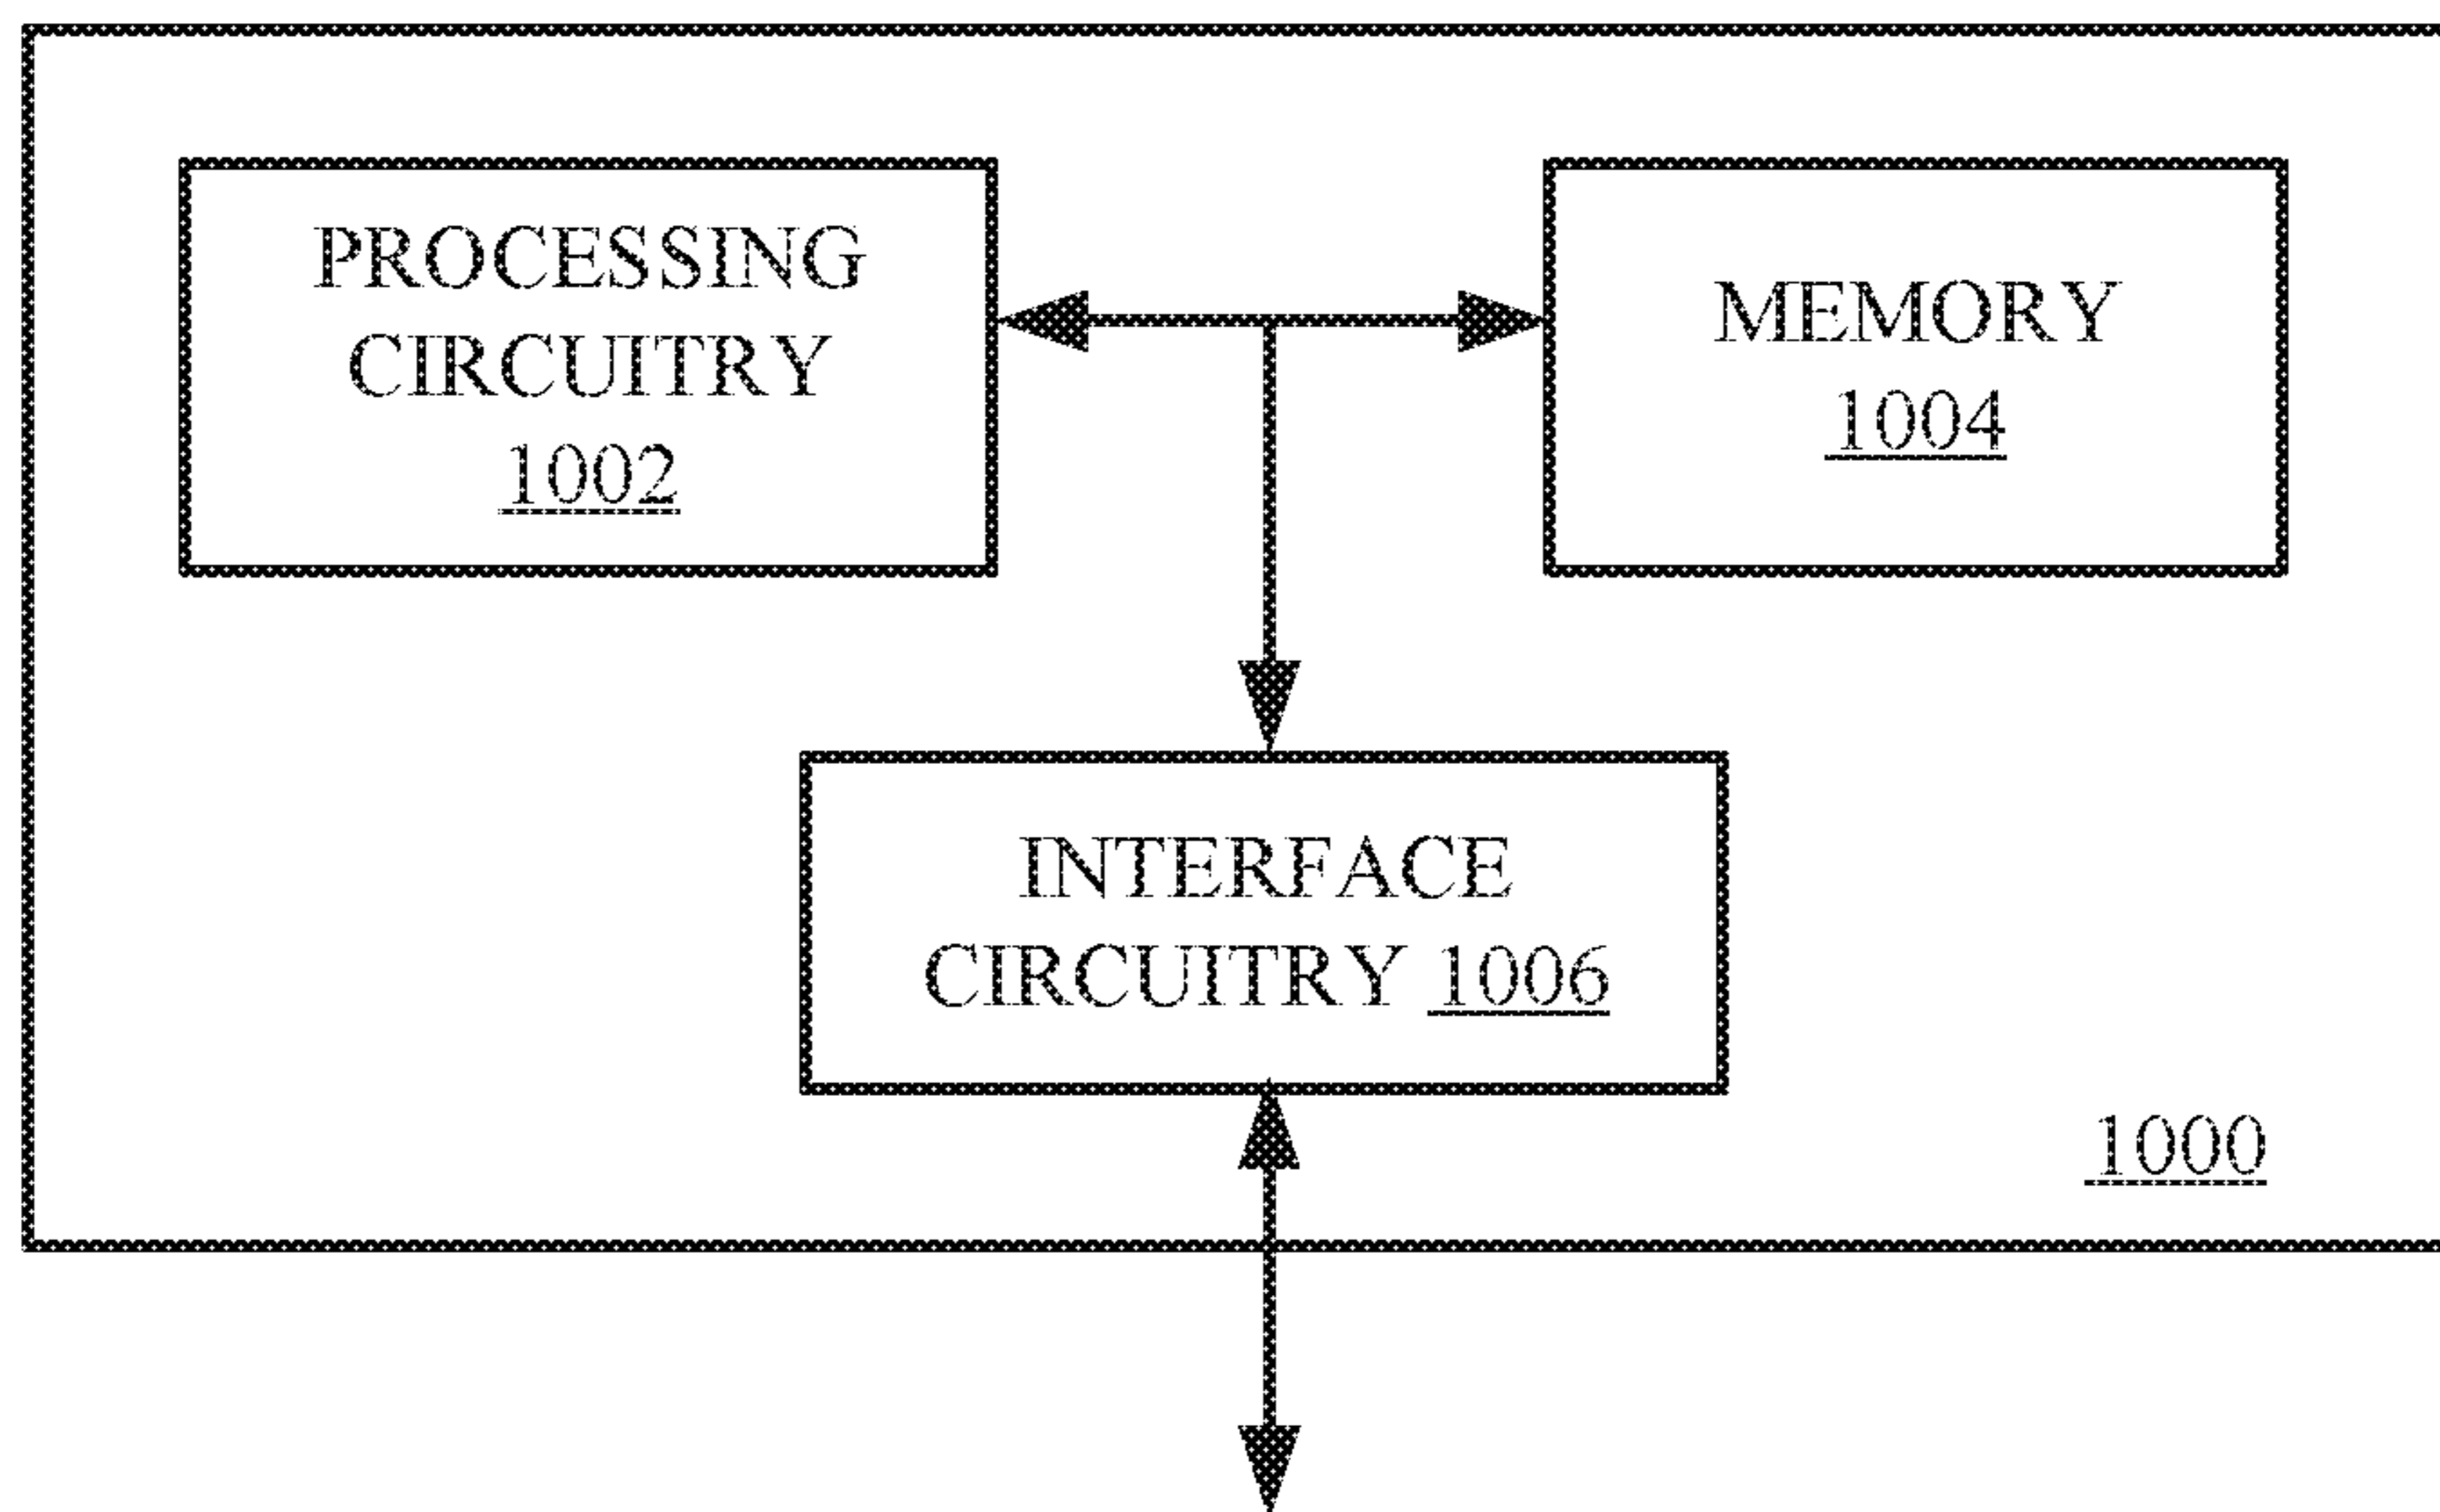 PROCESSING
CIRCUITRY
1002
MEMORY
1004
INTERFACE
CIRCUITRY 1006
1000